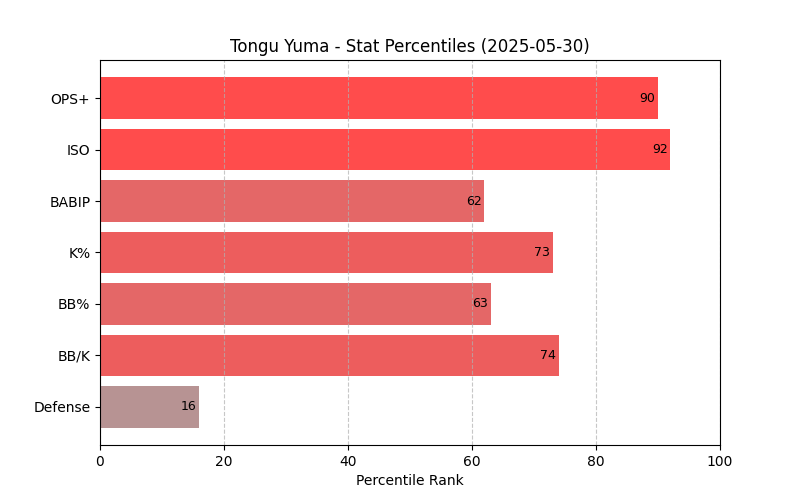 Tongu Yuma - Stat Percentiles (2025-05-30)
OPS+ 90
ISO 92
BABIP 62
K% 73
BB% 63
BB/K 74
Defense 16
0 20 40 60 80 100
Percentile Rank